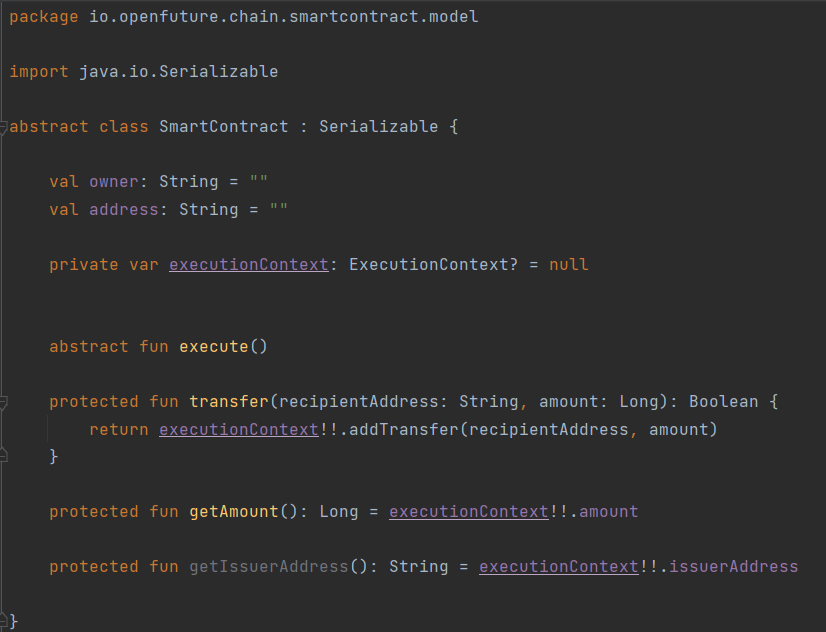 package io.openfuture.chain.smartcontract.model
import java.io.Serializable
abstract class SmartContract : Serializable {
val owner: String = ""
val address: String = ""
private var executionContext: ExecutionContext? = null
abstract fun execute()
protected fun transfer(recipientAddress: String, amount: Long): Boolean {
return executionContext!!.addTransfer(recipientAddress, amount)
}
protected fun getAmount(): Long = executionContext!!.amount
protected fun getIssuerAddress(): String = executionContext!!.issuerAddress
}